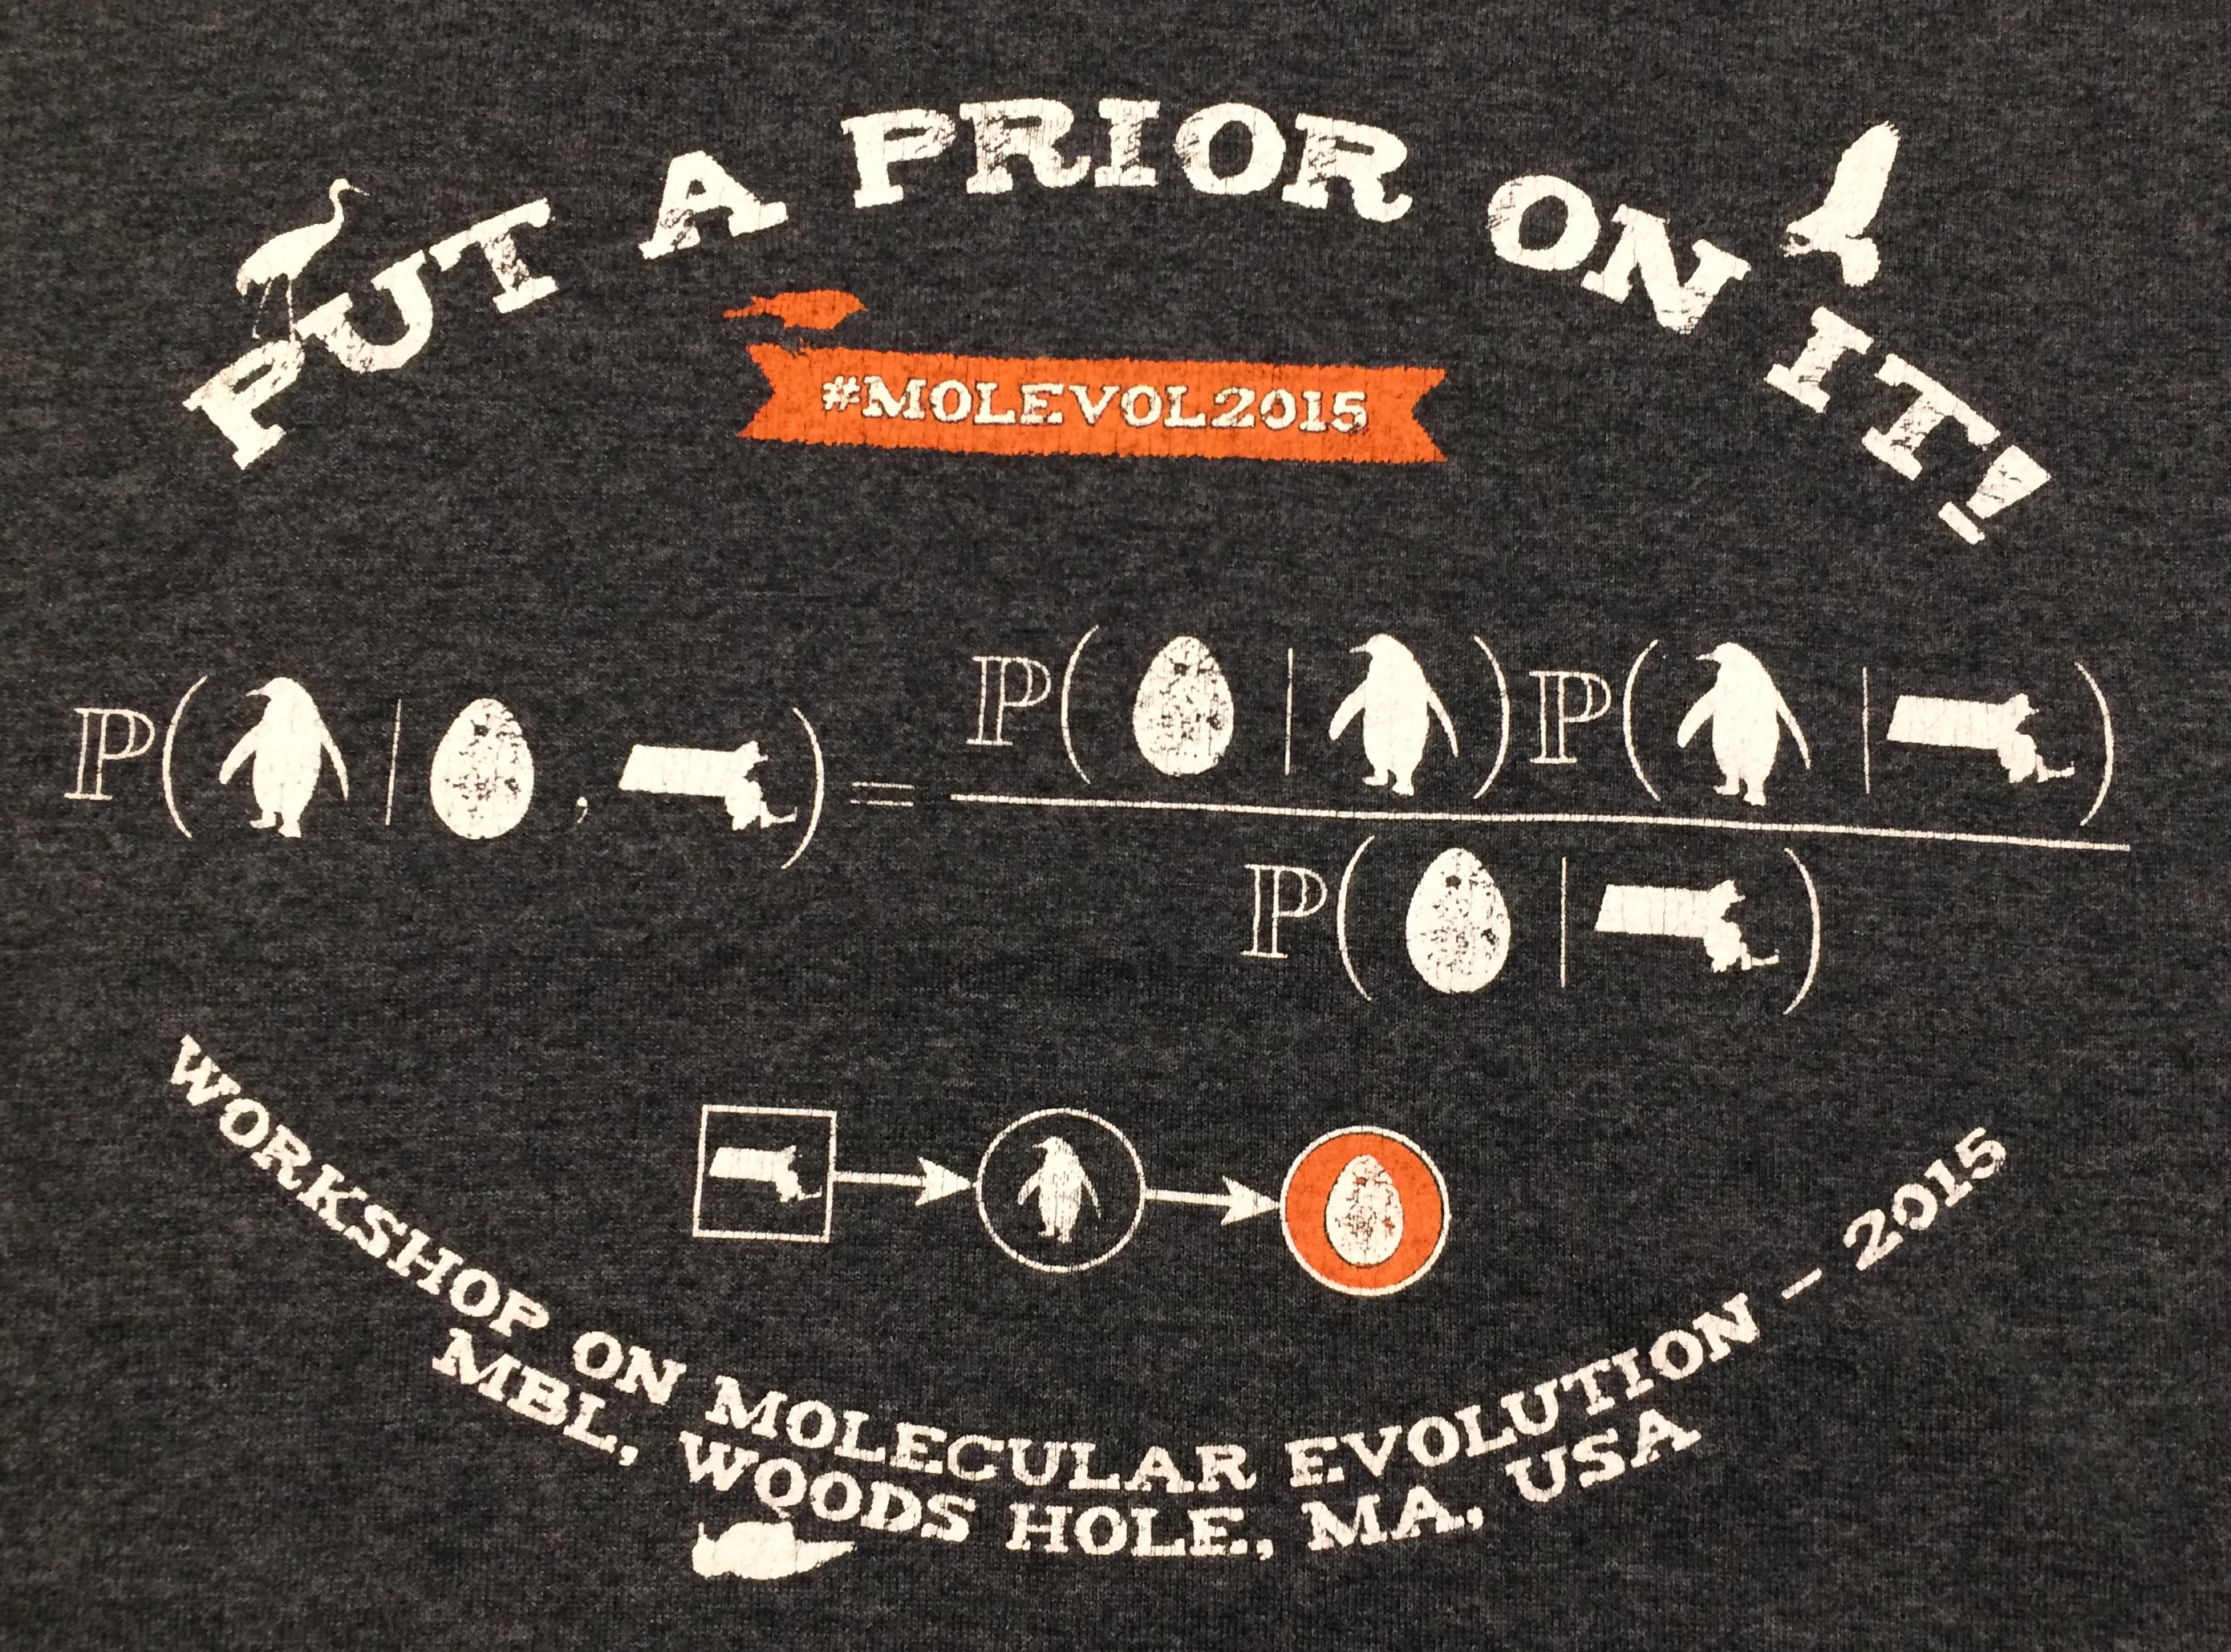 PUT A PRIOR ON IT!
#MOLEVOL2015
ℙ( | , ) = ℙ( | ) ℙ( | )
ℙ( | )
WORKSHOP ON MOLECULAR EVOLUTION – 2015
MBL, WOODS HOLE, MA, USA